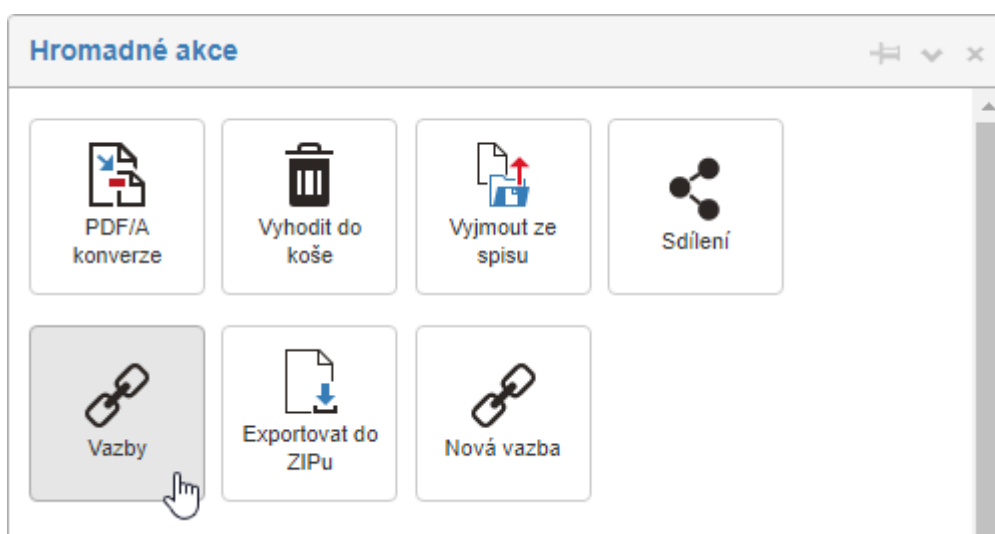 Hromadné akce
PDF/A
konverze
Vyhodit do
koše
Vyjmout ze
spisu
Sdílení
Vazby
Exportovat do
ZIPu
Nová vazba